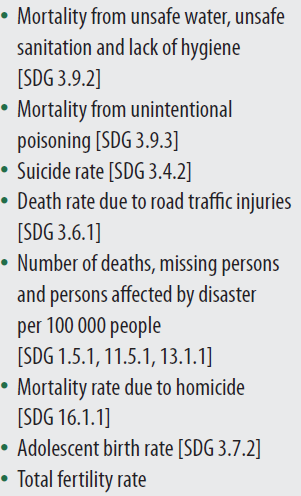 • Mortality from unsafe water, unsafe
sanitation and lack of hygiene
[SDG 3.9.2]
• Mortality from unintentional
poisoning [SDG 3.9.3]
• Suicide rate [SDG 3.4.2]
• Death rate due to road traffic injuries
[SDG 3.6.1]
• Number of deaths, missing persons
and persons affected by disaster
per 100 000 people
[SDG 1.5.1, 11.5.1, 13.1.1]
• Mortality rate due to homicide
[SDG 16.1.1]
• Adolescent birth rate [SDG 3.7.2]
• Total fertility rate